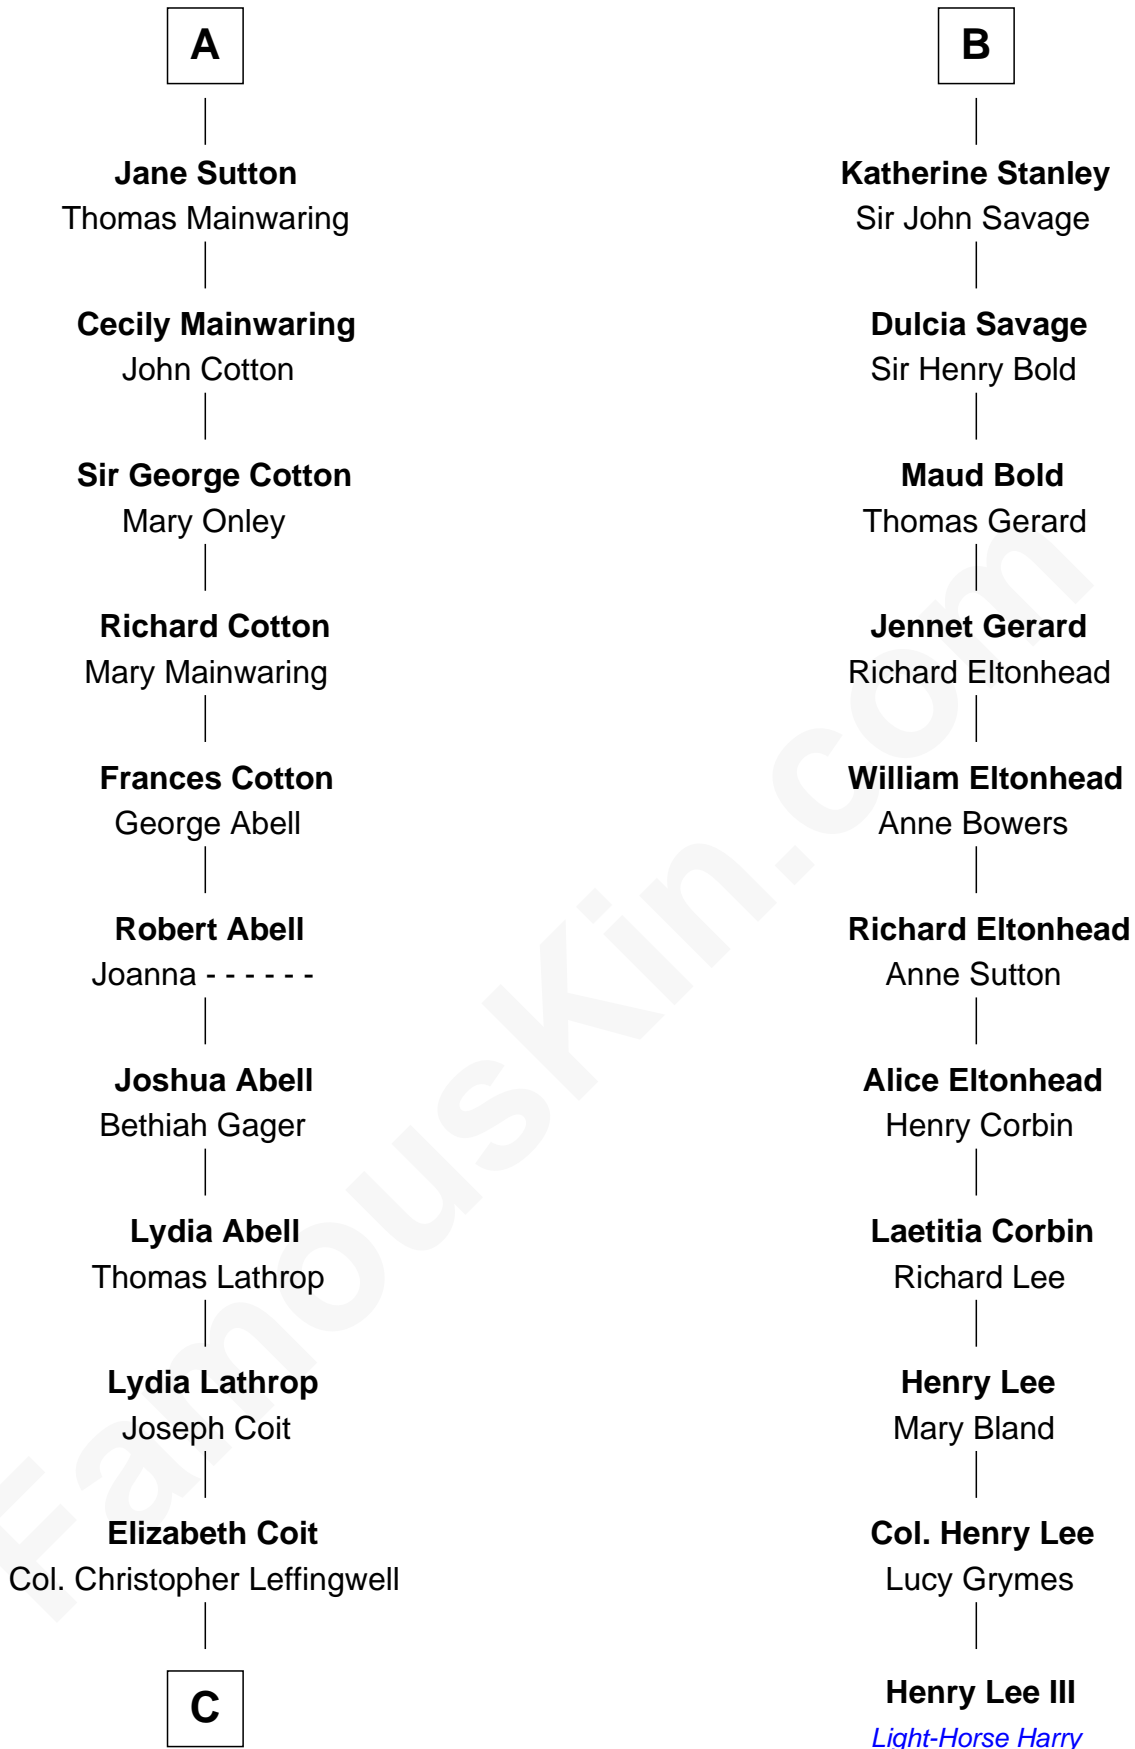 A
Jane Sutton
Thomas Mainwaring
Cecily Mainwaring
John Cotton
Sir George Cotton
Mary Onley
Richard Cotton
Mary Mainwaring
Frances Cotton
George Abell
Robert Abell
Joanna - - - - - -
Joshua Abell
Bethiah Gager
Lydia Abell
Thomas Lathrop
Lydia Lathrop
Joseph Coit
Elizabeth Coit
Col. Christopher Leffingwell
C
B
Katherine Stanley
Sir John Savage
Dulcia Savage
Sir Henry Bold
Maud Bold
Thomas Gerard
Jennet Gerard
Richard Eltonhead
William Eltonhead
Anne Bowers
Richard Eltonhead
Anne Sutton
Alice Eltonhead
Henry Corbin
Laetitia Corbin
Richard Lee
Henry Lee
Mary Bland
Col. Henry Lee
Lucy Grymes
Henry Lee III
Light-Horse Harry
FamousKin.com